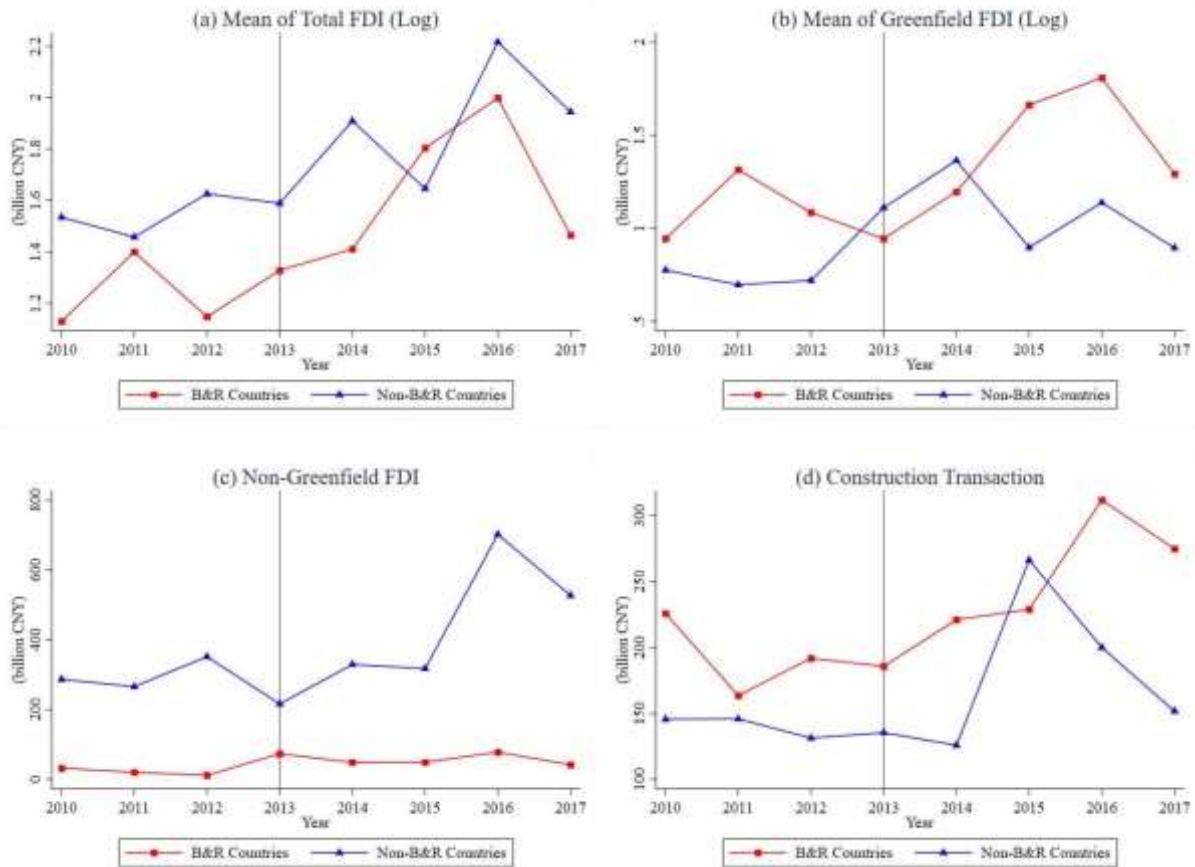 (a) Mean of Total FDI (Log)
(billion CNY)
2.2
2
1.8
1.6
1.4
1.2
2010 2011 2012 2013 2014 2015 2016 2017
Year
B&R Countries Non-B&R Countries
(b) Mean of Greenfield FDI (Log)
(billion CNY)
2
1.5
1
.5
2010 2011 2012 2013 2014 2015 2016 2017
Year
B&R Countries Non-B&R Countries
(c) Non-Greenfield FDI
(billion CNY)
800
600
400
200
0
2010 2011 2012 2013 2014 2015 2016 2017
Year
B&R Countries Non-B&R Countries
(d) Construction Transaction
(billion CNY)
300
250
200
150
100
2010 2011 2012 2013 2014 2015 2016 2017
Year
B&R Countries Non-B&R Countries